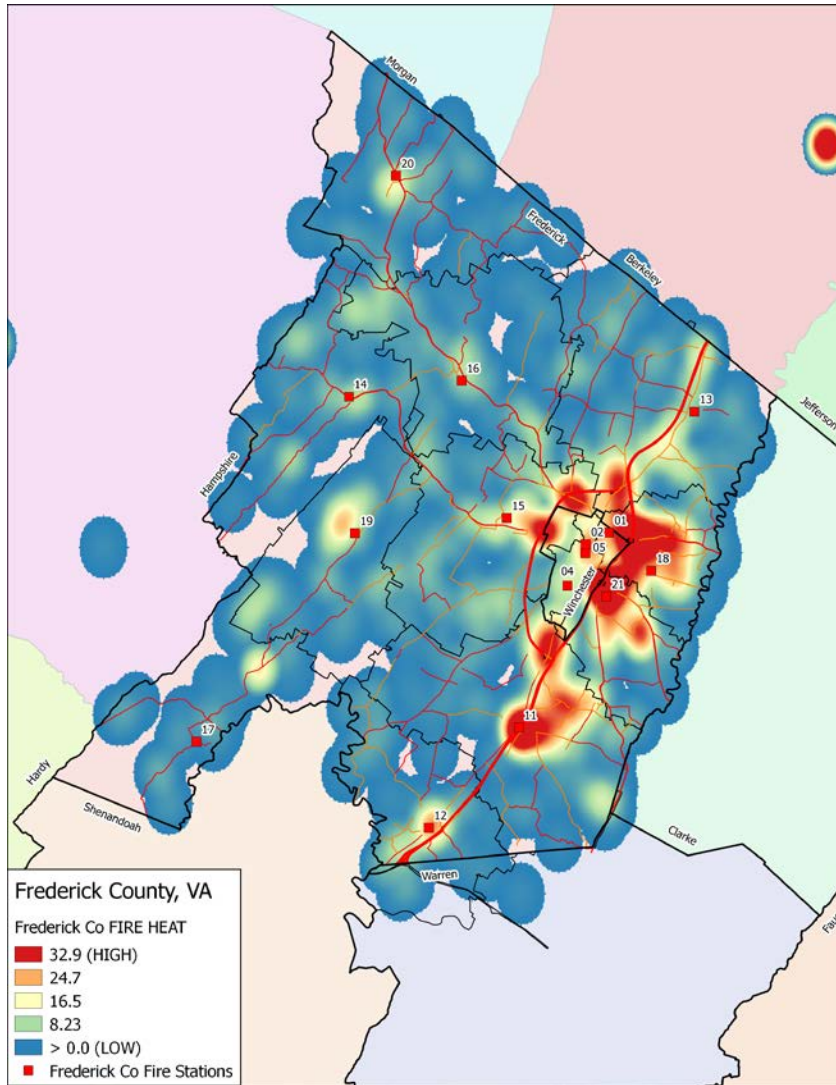 Morgan
20
Frederick
Berkeley
16
14
13
Jefferson
Hampshire
15
01
19
02
05
18
04
21
Winchester
11
17
Hardy
12
Shenandoah
Clarke
Warren
Fau
Frederick County, VA
Frederick Co FIRE HEAT
32.9 (HIGH)
24.7
16.5
8.23
> 0.0 (LOW)
Frederick Co Fire Stations